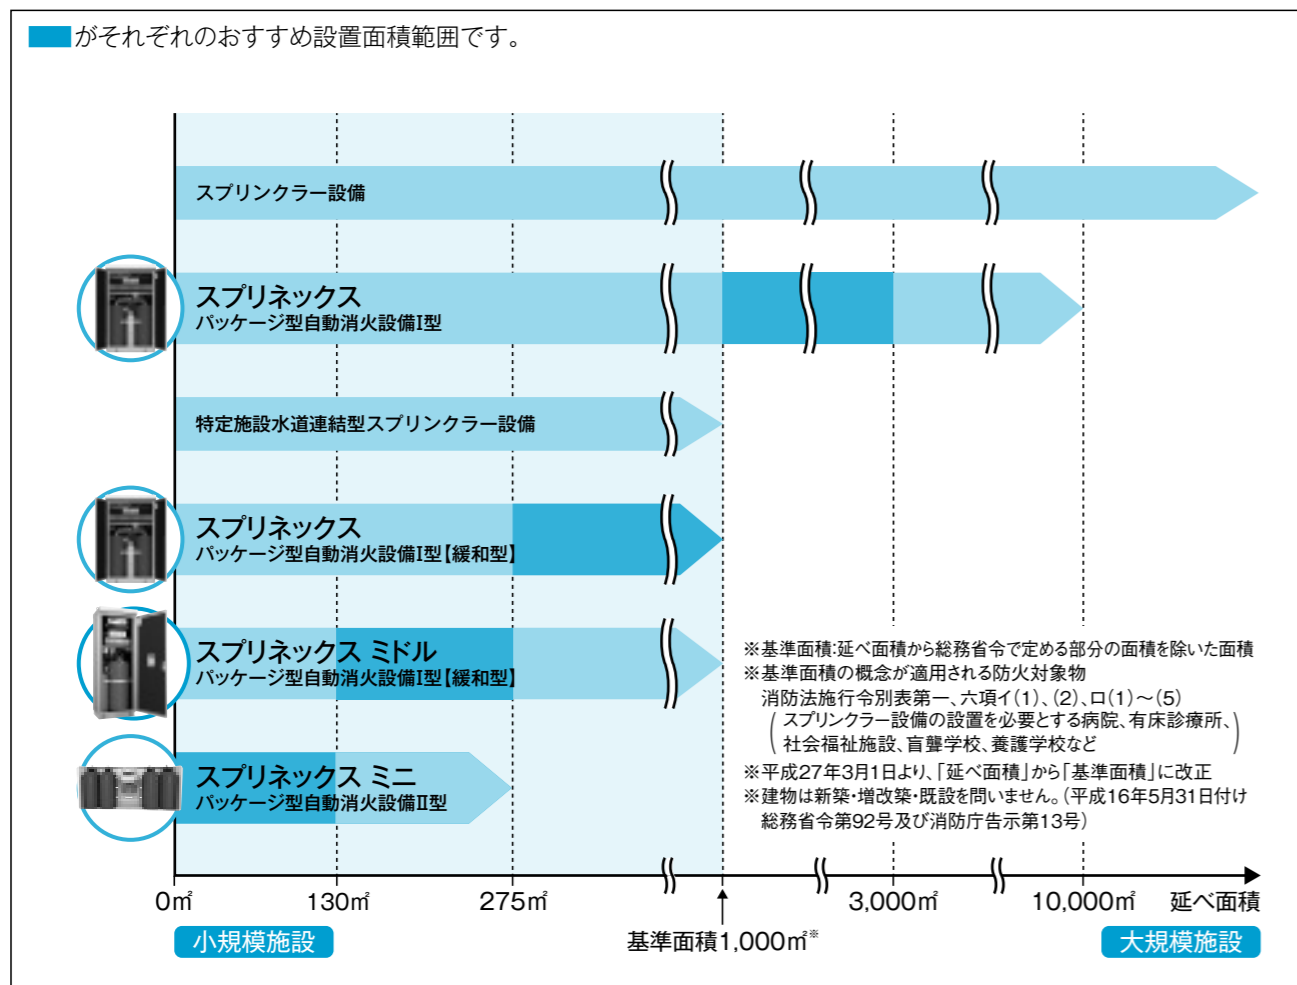 がそれぞれのおすすめ設置面積範囲です。
スプリンクラー設備
スプリネックス
パッケージ型自動消火設備Ⅰ型
特定施設水道連結型スプリンクラー設備
スプリネックス
パッケージ型自動消火設備Ⅰ型【緩和型】
スプリネックス ミドル
パッケージ型自動消火設備Ⅰ型【緩和型】
スプリネックス ミニ
パッケージ型自動消火設備Ⅱ型
※基準面積:延べ面積から総務省令で定める部分の面積を除いた面積
※基準面積の概念が適用される防火対象物
消防法施行令別表第一、六項イ(1)、(2)、ロ(1)～(5)
(スプリンクラー設備の設置を必要とする病院、有床診療所、
社会福祉施設、盲聾学校、養護学校など)
※平成27年3月1日より、「延べ面積」から「基準面積」に改正
※建物は新築・増改築・既設を問いません。(平成16年5月31日付け
総務省令第92号及び消防庁告示第13号)
0㎡ 130㎡ 275㎡ 3,000㎡ 10,000㎡ 延べ面積
小規模施設 基準面積1,000㎡※ 大規模施設